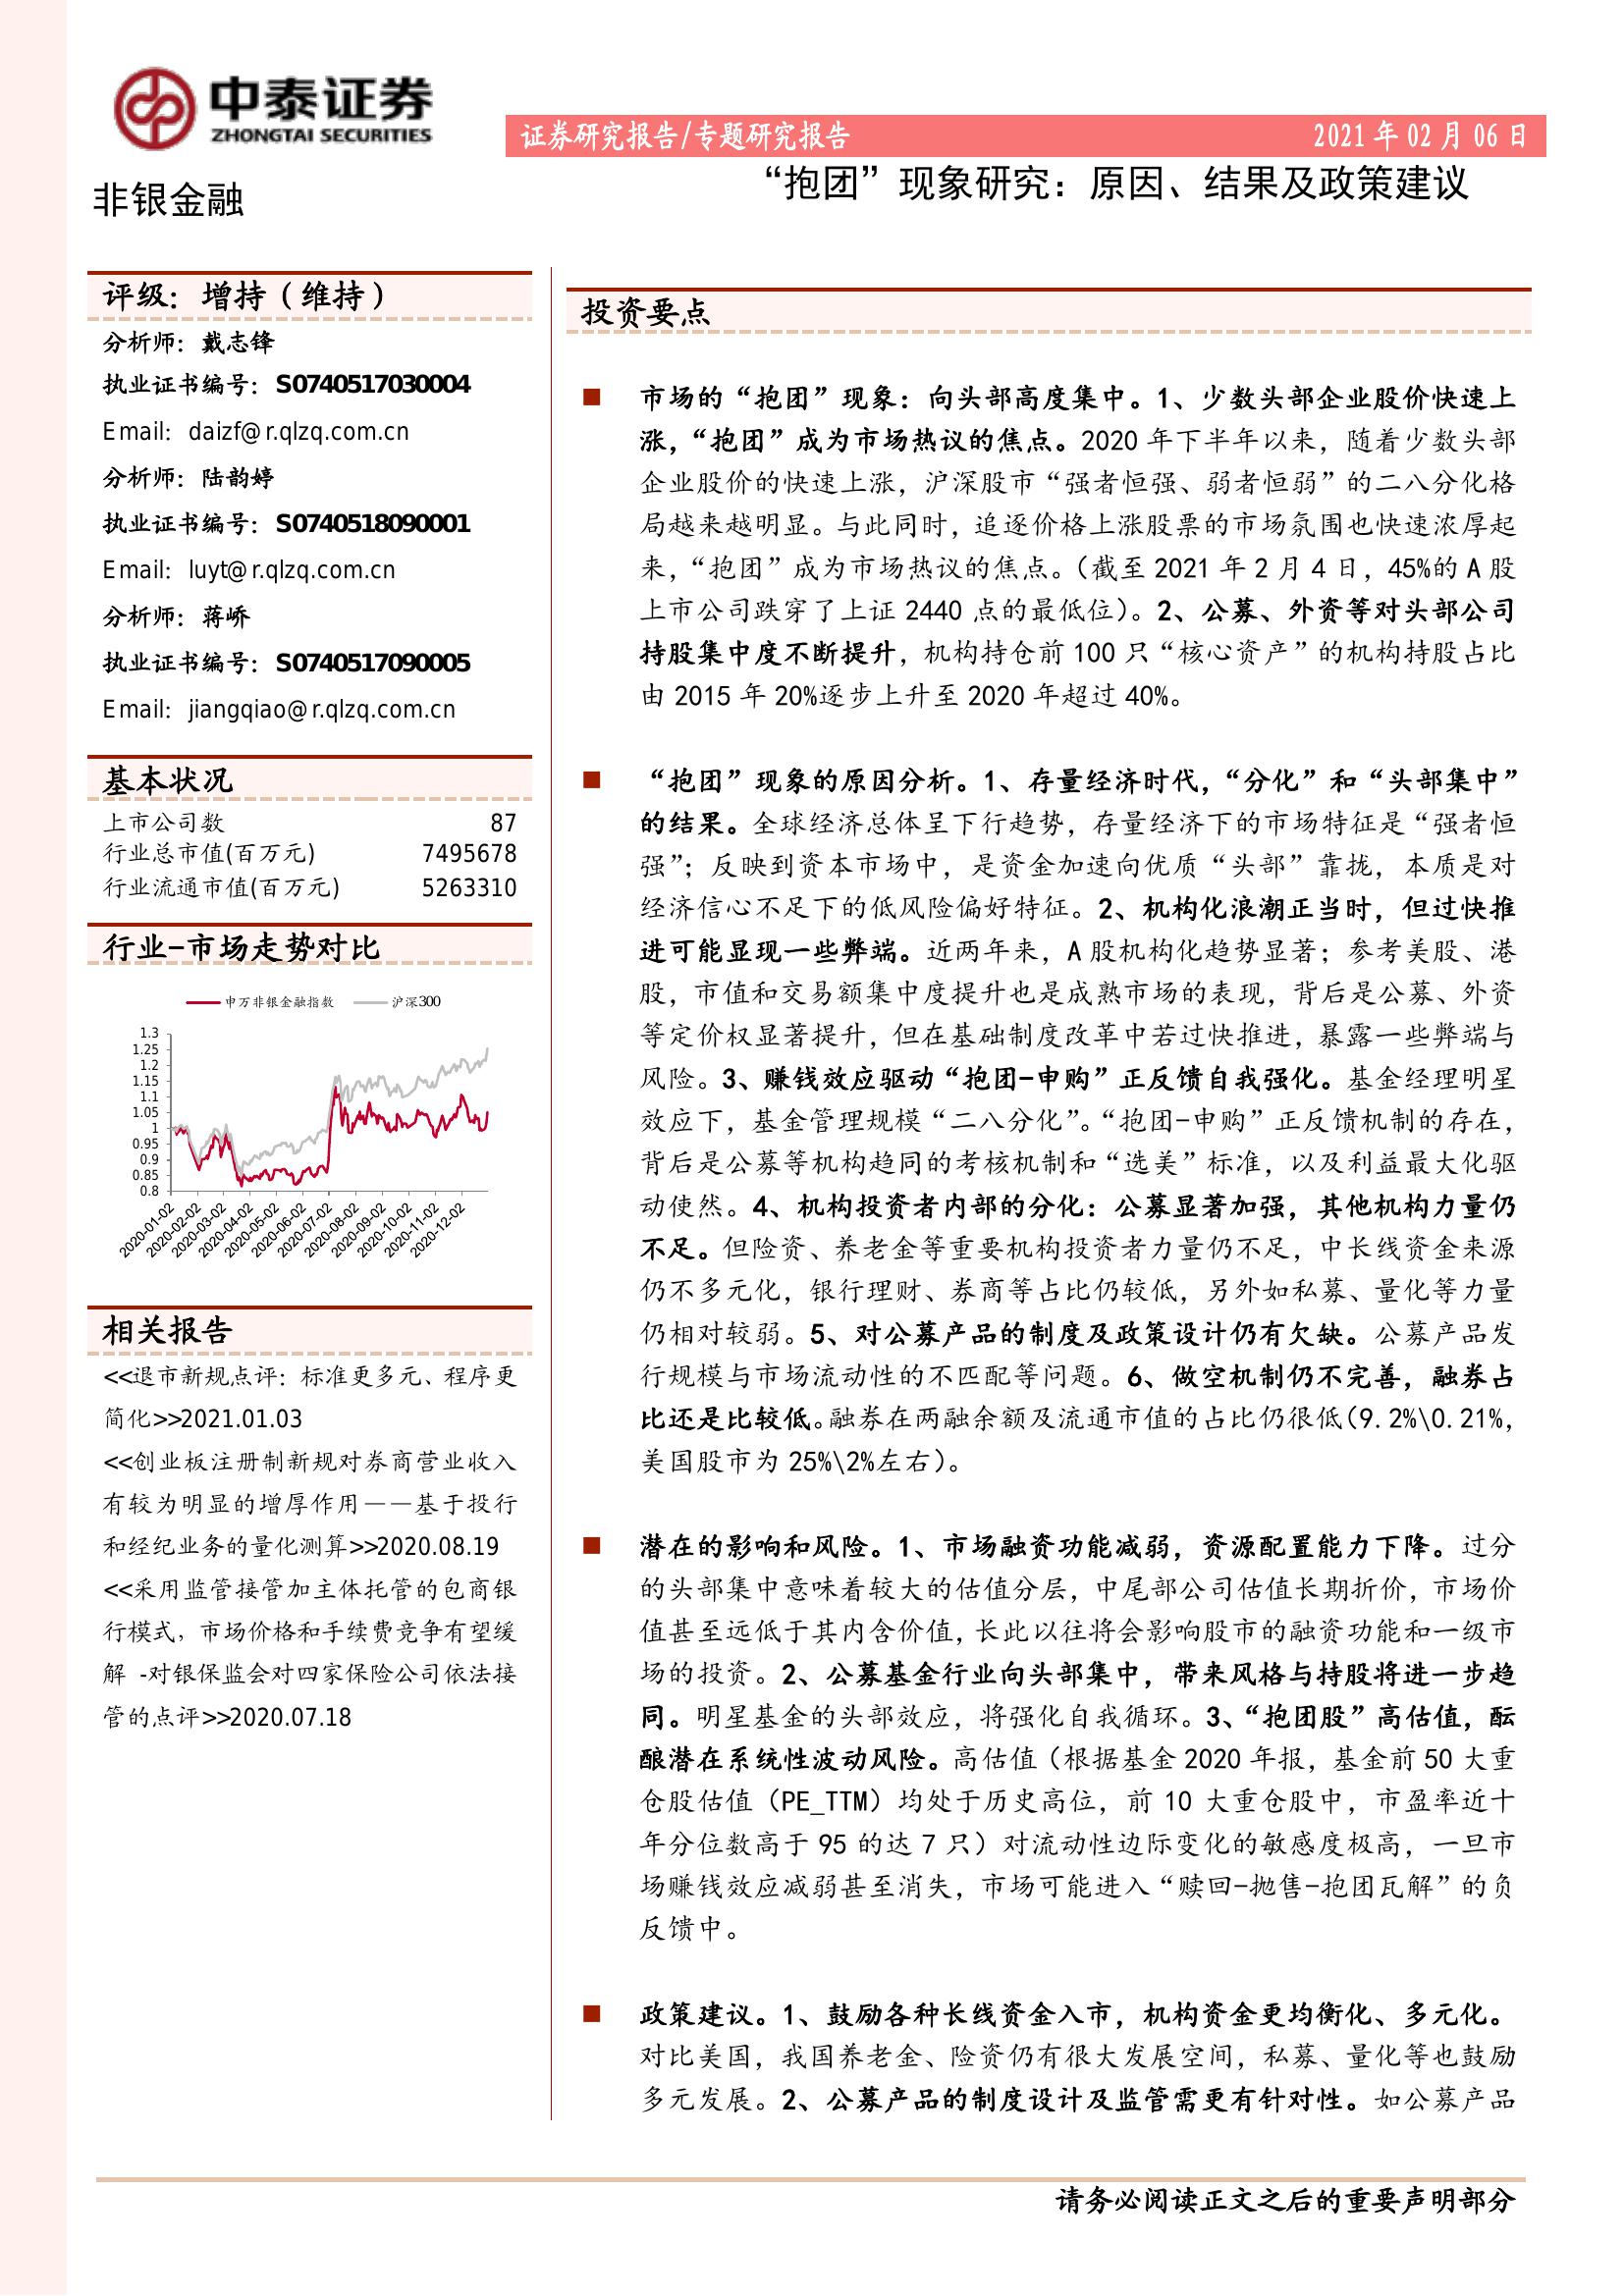 中泰证券
ZHONGTAI SECURITIES
证券研究报告/专题研究报告
2021 年 02 月 06 日
非银金融
“抱团”现象研究：原因、结果及政策建议
评级：增持（维持）
分析师：戴志锋
执业证书编号：S0740517030004
Email：daizf@r.qlzq.com.cn
分析师：陆韵婷
执业证书编号：S0740518090001
Email：luyt@r.qlzq.com.cn
分析师：蒋峤
执业证书编号：S0740517090005
Email：jiangqiao@r.qlzq.com.cn
基本状况
上市公司数 87
行业总市值(百万元) 7495678
行业流通市值(百万元) 5263310
行业-市场走势对比
申万非银金融指数 沪深300
1.3
1.25
1.2
1.15
1.1
1.05
1
0.95
0.9
0.85
0.8
2020-01-02
2020-02-02
2020-03-02
2020-04-02
2020-05-02
2020-06-02
2020-07-02
2020-08-02
2020-09-02
2020-10-02
2020-11-02
2020-12-02
相关报告
<<退市新规点评：标准更多元、程序更
简化>>2021.01.03
<<创业板注册制新规对券商营业收入
有较为明显的增厚作用——基于投行
和经纪业务的量化测算>>2020.08.19
<<采用监管接管加主体托管的包商银
行模式，市场价格和手续费竞争有望缓
解 -对银保监会对四家保险公司依法接
管的点评>>2020.07.18
投资要点
市场的“抱团”现象：向头部高度集中。1、少数头部企业股价快速上
涨，“抱团”成为市场热议的焦点。2020 年下半年以来，随着少数头部
企业股价的快速上涨，沪深股市“强者恒强、弱者恒弱”的二八分化格
局越来越明显。与此同时，追逐价格上涨股票的市场氛围也快速浓厚起
来，“抱团”成为市场热议的焦点。（截至 2021 年 2 月 4 日，45%的 A 股
上市公司跌穿了上证 2440 点的最低位）。2、公募、外资等对头部公司
持股集中度不断提升，机构持仓前 100 只“核心资产”的机构持股占比
由 2015 年 20%逐步上升至 2020 年超过 40%。
“抱团”现象的原因分析。1、存量经济时代，“分化”和“头部集中”
的结果。全球经济总体呈下行趋势，存量经济下的市场特征是“强者恒
强”；反映到资本市场中，是资金加速向优质“头部”靠拢，本质是对
经济信心不足下的低风险偏好特征。2、机构化浪潮正当时，但过快推
进可能显现一些弊端。近两年来，A 股机构化趋势显著；参考美股、港
股，市值和交易额集中度提升也是成熟市场的表现，背后是公募、外资
等定价权显著提升，但在基础制度改革中若过快推进，暴露一些弊端与
风险。3、赚钱效应驱动“抱团-申购”正反馈自我强化。基金经理明星
效应下，基金管理规模“二八分化”。“抱团-申购”正反馈机制的存在，
背后是公募等机构趋同的考核机制和“选美”标准，以及利益最大化驱
动使然。4、机构投资者内部的分化：公募显著加强，其他机构力量仍
不足。但险资、养老金等重要机构投资者力量仍不足，中长线资金来源
仍不多元化，银行理财、券商等占比仍较低，另外如私募、量化等力量
仍相对较弱。5、对公募产品的制度及政策设计仍有欠缺。公募产品发
行规模与市场流动性的不匹配等问题。6、做空机制仍不完善，融券占
比还是比较低。融券在两融余额及流通市值的占比仍很低（9.2%\0.21%，
美国股市为 25%\2%左右）。
潜在的影响和风险。1、市场融资功能减弱，资源配置能力下降。过分
的头部集中意味着较大的估值分层，中尾部公司估值长期折价，市场价
值甚至远低于其内含价值，长此以往将会影响股市的融资功能和一级市
场的投资。2、公募基金行业向头部集中，带来风格与持股将进一步趋
同。明星基金的头部效应，将强化自我循环。3、“抱团股”高估值，酝
酿潜在系统性波动风险。高估值（根据基金 2020 年报，基金前 50 大重
仓股估值（PE_TTM）均处于历史高位，前 10 大重仓股中，市盈率近十
年分位数高于 95 的达 7 只）对流动性边际变化的敏感度极高，一旦市
场赚钱效应减弱甚至消失，市场可能进入“赎回-抛售-抱团瓦解”的负
反馈中。
政策建议。1、鼓励各种长线资金入市，机构资金更均衡化、多元化。
对比美国，我国养老金、险资仍有很大发展空间，私募、量化等也鼓励
多元发展。2、公募产品的制度设计及监管需更有针对性。如公募产品
请务必阅读正文之后的重要声明部分